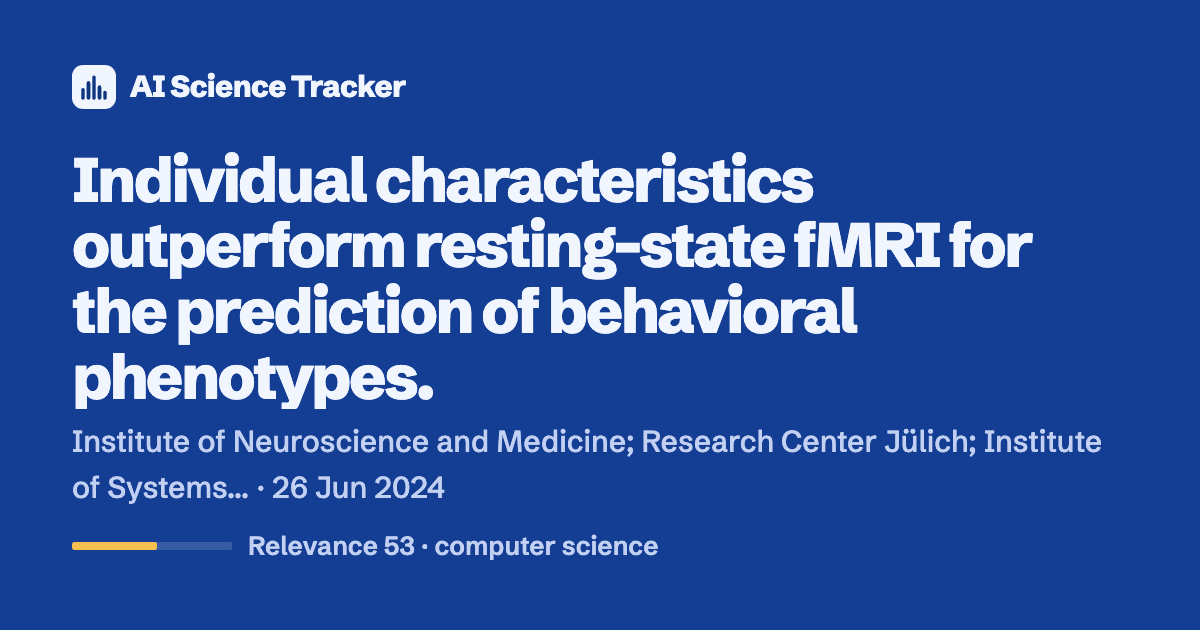 AI Science Tracker
Individual characteristics
outperform resting-state fMRI for
the prediction of behavioral
phenotypes.
Institute of Neuroscience and Medicine; Research Center Jülich; Institute
of Systems... · 26 Jun 2024
Relevance 53 · computer science